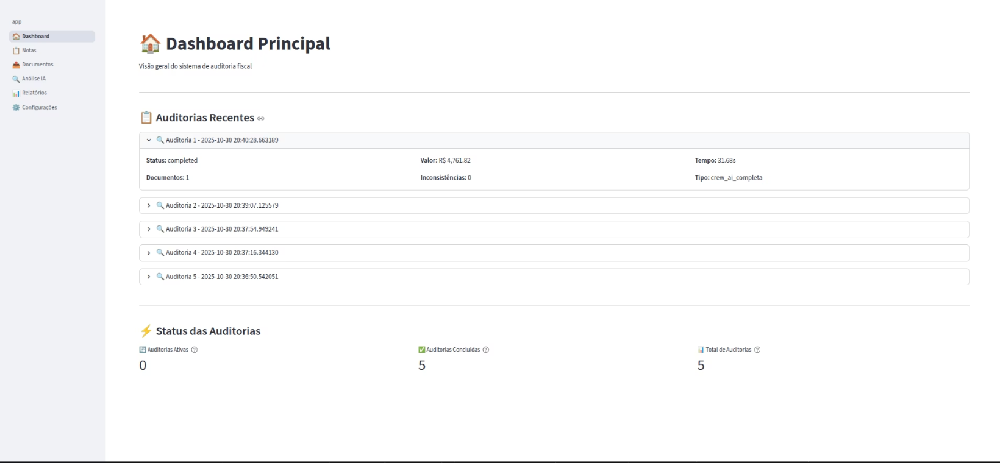 app
🏠 Dashboard
📋 Notas
📤 Documentos
🔍 Análise IA
📊 Relatórios
⚙️ Configurações
🏠 Dashboard Principal
Visão geral do sistema de auditoria fiscal
📋 Auditorias Recentes
🔍 Auditoria 1 - 2025-10-30 20:40:28.663189
Status: completed Valor: R$ 4,761.82 Tempo: 31.68s
Documentos: 1 Inconsistências: 0 Tipo: crew_ai_completa
🔍 Auditoria 2 - 2025-10-30 20:39:07.125579
🔍 Auditoria 3 - 2025-10-30 20:37:54.949241
🔍 Auditoria 4 - 2025-10-30 20:37:16.344130
🔍 Auditoria 5 - 2025-10-30 20:36:50.542051
⚡ Status das Auditorias
🔄 Auditorias Ativas ✅ Auditorias Concluídas 📊 Total de Auditorias
0 5 5